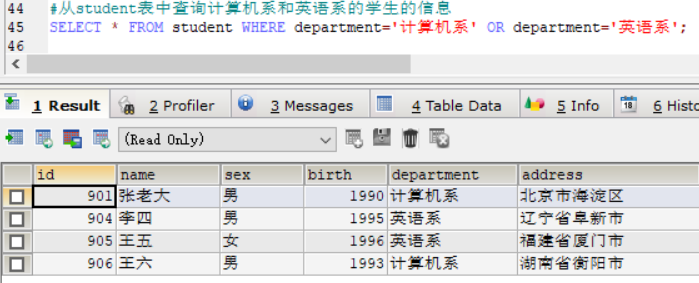 44 #从student表中查询计算机系和英语系的学生的信息
45 SELECT * FROM student WHERE department='计算机系' OR department='英语系';
46
1 Result 2 Profiler 3 Messages 4 Table Data 5 Info 18 6 Histo
(Read Only)
id name sex birth department address
901 张老大 男 1990 计算机系 北京市海淀区
904 李四 男 1995 英语系 辽宁省阜新市
905 王五 女 1996 英语系 福建省厦门市
906 王六 男 1993 计算机系 湖南省衡阳市